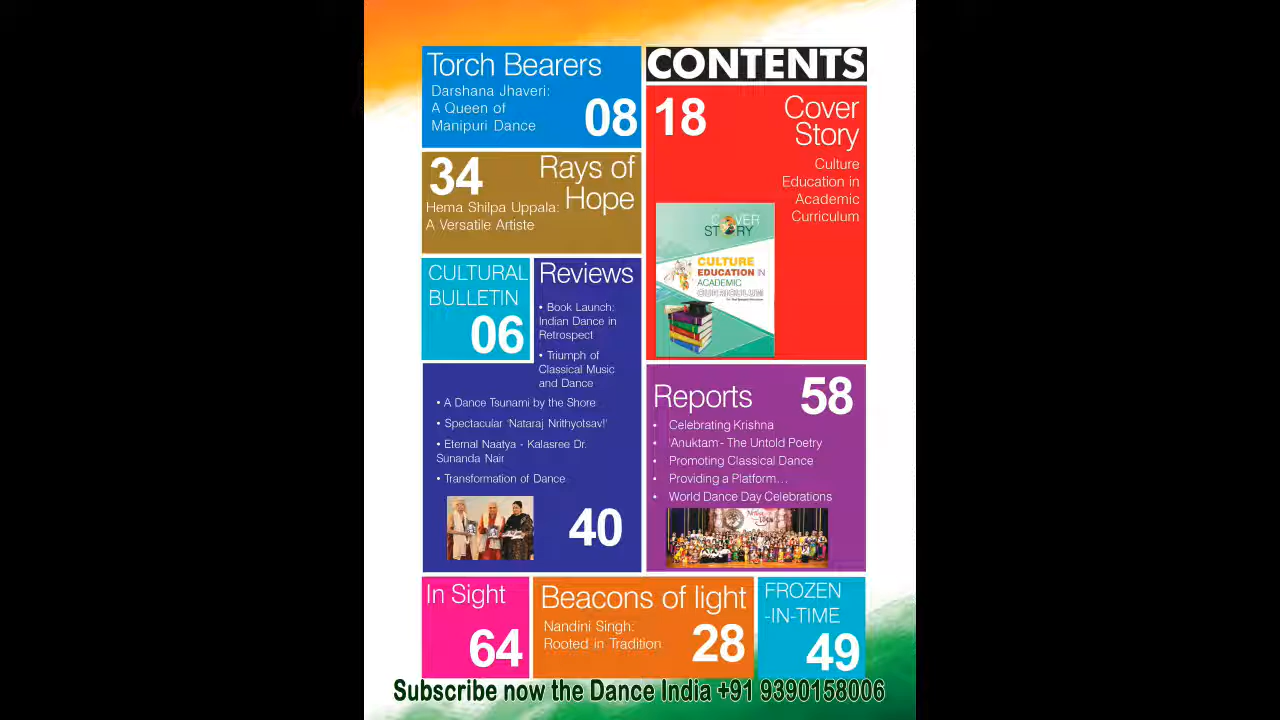 Torch Bearers
Darshana Jhaveri:
A Queen of
Manipuri Dance
08
CONTENTS
18
Cover
Story
Culture
Education in
Academic
Curriculum
COVER
STORY
CULTURE
EDUCATION IN
ACADEMIC
CURRICULUM
34
Rays of
Hope
Hema Shilpa Uppala:
A Versatile Artiste
CULTURAL
BULLETIN
06
Reviews
• Book Launch:
Indian Dance in
Retrospect
• Triumph of
Classical Music
and Dance
• A Dance Tsunami by the Shore
• Spectacular 'Nataraj Nrithyotsav!'
• Eternal Naatya - Kalasree Dr.
Sunanda Nair
• Transformation of Dance
40
Reports
58
• Celebrating Krishna
• 'Anuktam - The Untold Poetry
• Promoting Classical Dance
• Providing a Platform...
• World Dance Day Celebrations
In Sight
64
Beacons of light
Nandini Singh:
Rooted in Tradition
28
FROZEN
-IN-TIME
49
Subscribe now the Dance India +91 9390158006